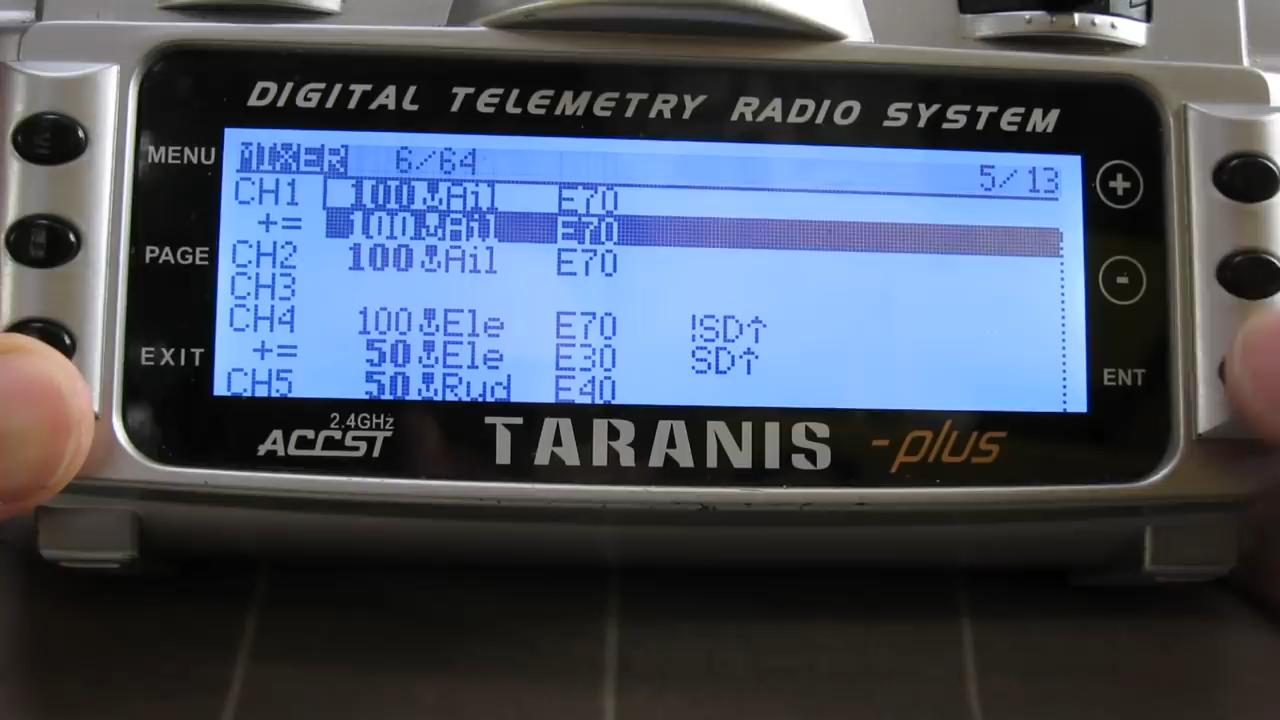 DIGITAL TELEMETRY RADIO SYSTEM
MENU
PAGE
EXIT
MIXER 6/64 5/13
CH1 100 Ail E70
+= 100 Ail E70
CH2 100 Ail E70
CH3
CH4 100 Ele E70 !SD↑
+= 50 Ele E30 SD↑
CH5 50 Rud E40
+
-
ENT
2.4GHz
ACCST
TARANIS -plus